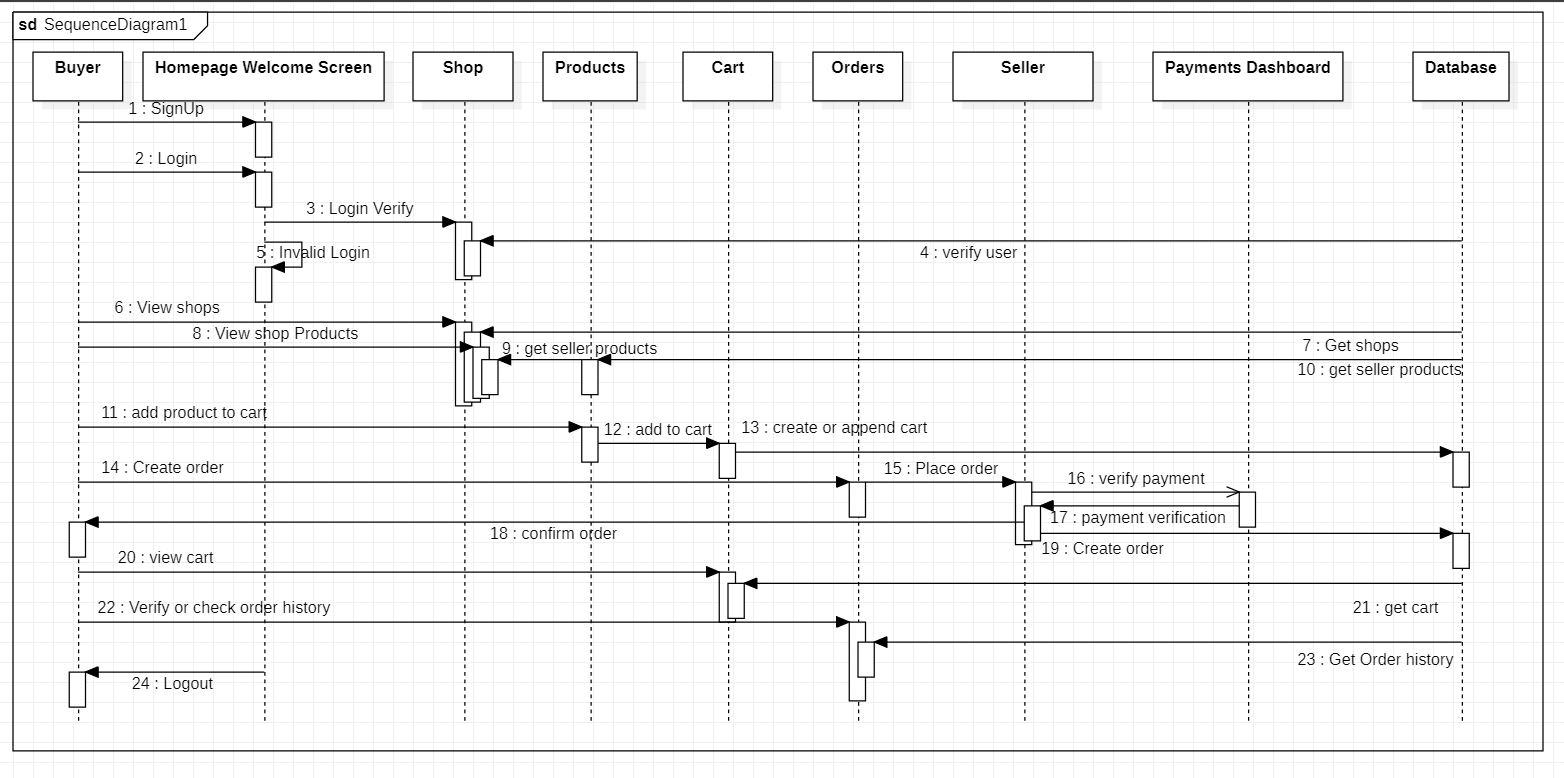 sd SequenceDiagram1
Buyer
Homepage Welcome Screen
Shop
Products
Cart
Orders
Seller
Payments Dashboard
Database
1 : SignUp
2 : Login
3 : Login Verify
4 : verify user
5 : Invalid Login
6 : View shops
7 : Get shops
8 : View shop Products
9 : get seller products
10 : get seller products
11 : add product to cart
12 : add to cart
13 : create or append cart
14 : Create order
15 : Place order
16 : verify payment
17 : payment verification
18 : confirm order
19 : Create order
20 : view cart
21 : get cart
22 : Verify or check order history
23 : Get Order history
24 : Logout